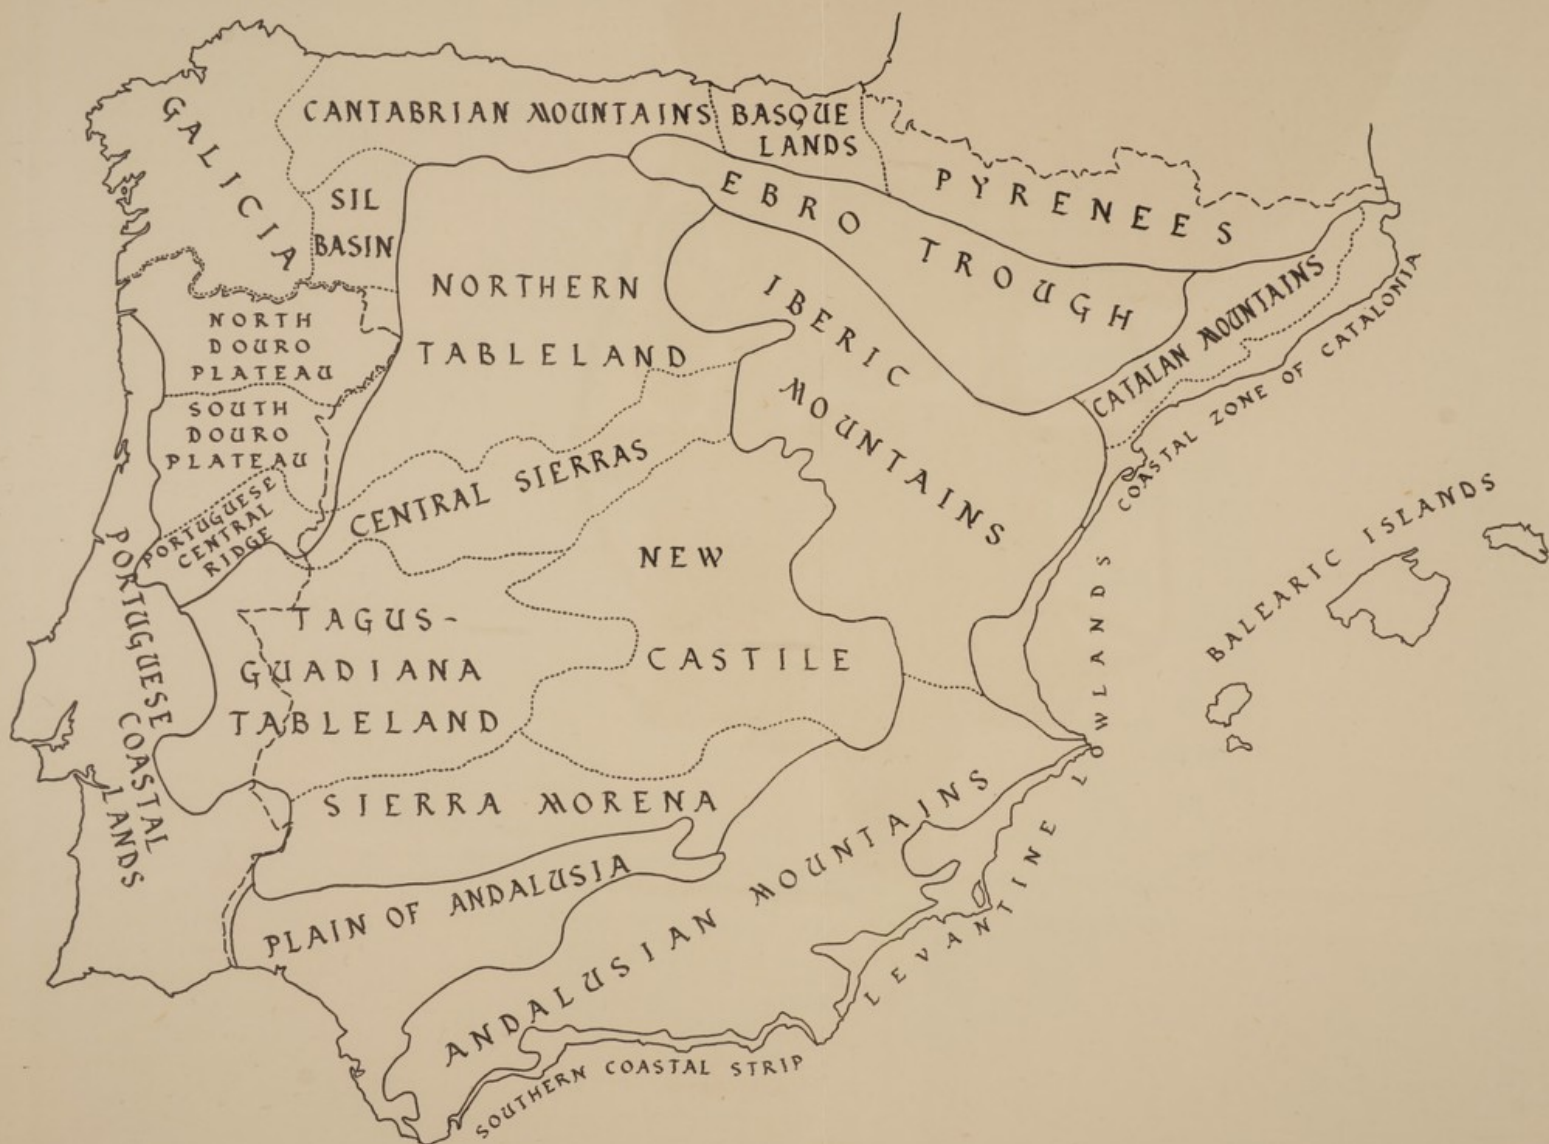 GALICIA
CANTABRIAN MOUNTAINS
BASQUE
LANDS
PYRENEES
SIL
BASIN
EBRO TROUGH
NORTHERN
TABLELAND
IBERIC
MOUNTAINS
CATALAN MOUNTAINS
COASTAL ZONE OF CATALONIA
NORTH
DOURO
PLATEAU
SOUTH
DOURO
PLATEAU
PORTUGUESE
CENTRAL
RIDGE
CENTRAL SIERRAS
NEW
CASTILE
BALEARIC ISLANDS
PORTUGUESE
COASTAL
LANDS
TAGUS-
GUADIANA
TABLELAND
SIERRA MORENA
PLAIN OF ANDALUSIA
ANDALUSIAN MOUNTAINS
LEVANTINE LOWLANDS
SOUTHERN COASTAL STRIP